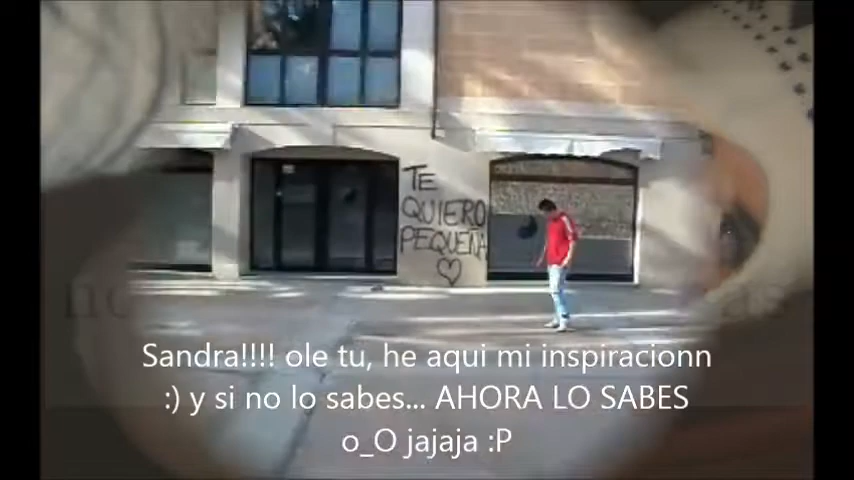 TE
QUIERO
PEQUEÑA
Sandra!!!! ole tu, he aqui mi inspiracionn
:) y si no lo sabes... AHORA LO SABES
o_O jajaja :P